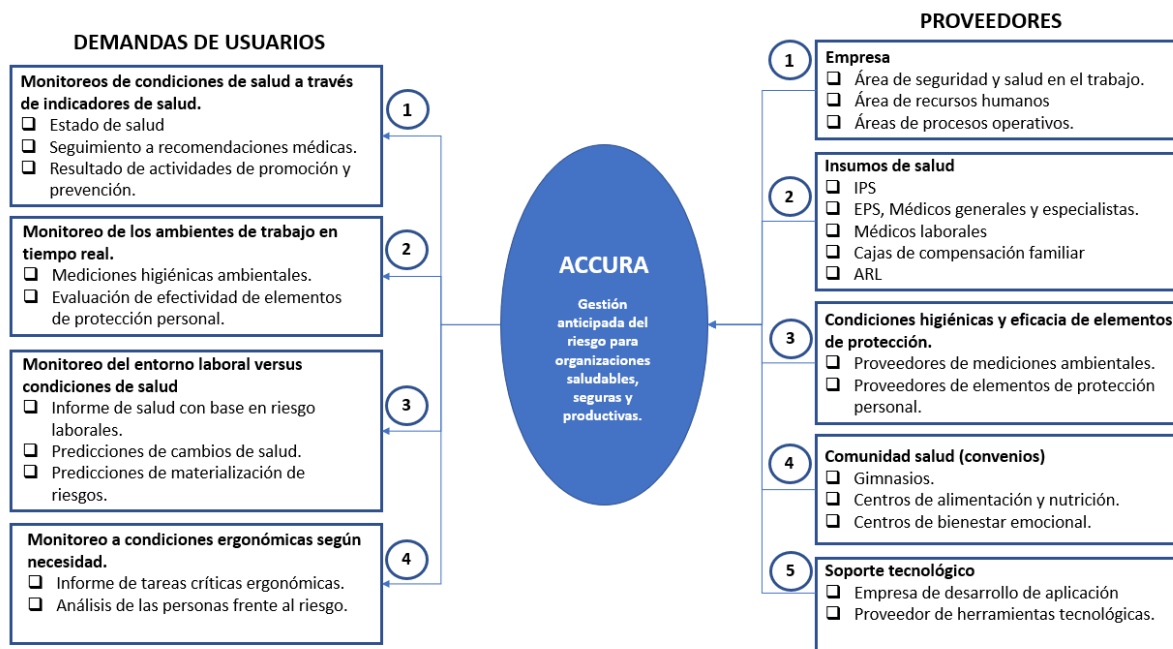 DEMANDAS DE USUARIOS
Monitoreos de condiciones de salud a través
de indicadores de salud.
❑ Estado de salud
❑ Seguimiento a recomendaciones médicas.
❑ Resultado de actividades de promoción y
prevención.
1
Monitoreo de los ambientes de trabajo en
tiempo real.
❑ Mediciones higiénicas ambientales.
❑ Evaluación de efectividad de elementos
de protección personal.
2
Monitoreo del entorno laboral versus
condiciones de salud
❑ Informe de salud con base en riesgo
laborales.
❑ Predicciones de cambios de salud.
❑ Predicciones de materialización de
riesgos.
3
Monitoreo a condiciones ergonómicas según
necesidad.
❑ Informe de tareas críticas ergonómicas.
❑ Análisis de las personas frente al riesgo.
4
ACCURA
Gestión
anticipada del
riesgo para
organizaciones
saludables,
seguras y
productivas.
PROVEEDORES
1
Empresa
❑ Área de seguridad y salud en el trabajo.
❑ Área de recursos humanos
❑ Áreas de procesos operativos.
2
Insumos de salud
❑ IPS
❑ EPS, Médicos generales y especialistas.
❑ Médicos laborales
❑ Cajas de compensación familiar
❑ ARL
3
Condiciones higiénicas y eficacia de elementos
de protección.
❑ Proveedores de mediciones ambientales.
❑ Proveedores de elementos de protección
personal.
4
Comunidad salud (convenios)
❑ Gimnasios.
❑ Centros de alimentación y nutrición.
❑ Centros de bienestar emocional.
5
Soporte tecnológico
❑ Empresa de desarrollo de aplicación
❑ Proveedor de herramientas tecnológicas.